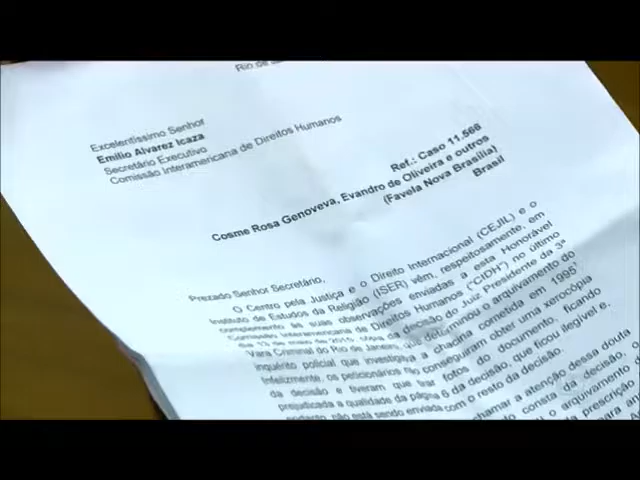 Rio de
Excelentíssimo Senhor
Emilio Alvarez Icaza
Secretário Executivo
Comissão Interamericana de Direitos Humanos
Ref.: Caso 11.566
Cosme Rosa Genoveva, Evandro de Oliveira e outros
(Favela Nova Brasília)
Brasil
Prezado Senhor Secretário,
O Centro pela Justiça e o Direito Internacional (CEJIL) e o
Instituto de Estudos da Religião (ISER) vêm, respeitosamente, em
complemento às suas observações enviadas a esta Honorável
Comissão Interamericana de Direitos Humanos ("CIDH") no último
dia 13 de maio de 2015, cópia da decisão do Juiz Presidente da 3ª
Vara Criminal do Rio de Janeiro determinou o arquivamento do
inquérito policial que investigava a chacina cometida em 1995
Infelizmente, os peticionários não conseguiram obter uma xerocópia
da decisão e tiveram que tirar fotos do documento, ficando
prejudicada a qualidade da página 6 da decisão, que ficou ilegível e,
portanto, não está sendo enviada com o resto da decisão.
chamar a atenção dessa douta
consta da decisão, o
o arquivamento
da prescrição
para